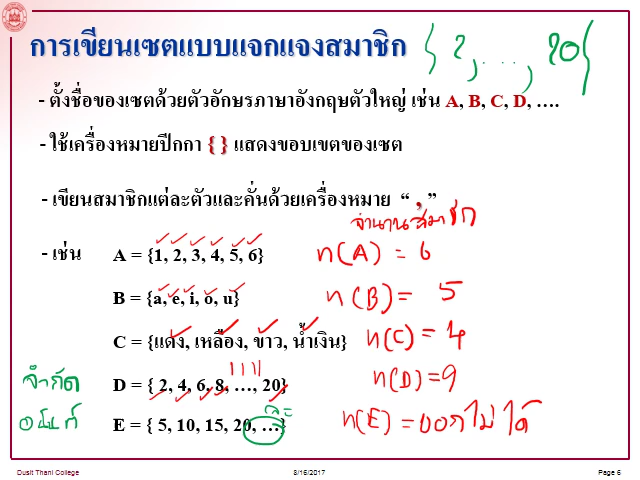 การเขียนเซตแบบแจกแจงสมาชิก { 2, ..., 20 {
- ตั้งชื่อของเซตด้วยตัวอักษรภาษาอังกฤษตัวใหญ่ เช่น A, B, C, D, ….
- ใช้เครื่องหมายปีกกา { } แสดงขอบเขตของเซต
- เขียนสมาชิกแต่ละตัวและคั่นด้วยเครื่องหมาย “ , ”
จำนวนสมาชิก
- เช่น A = {1, 2, 3, 4, 5, 6} n(A) = 6
B = {a, e, i, o, u} n(B) = 5
C = {แดง, เหลือง, ขาว, น้ำเงิน} n(C) = 4
จำกัด D = { 2, 4, 6, 8, …, 20} n(D) = 9
อนันต์ E = { 5, 10, 15, 20, …} n(E) = บอกไม่ได้
Dusit Thani College 8/16/2017 Page 6